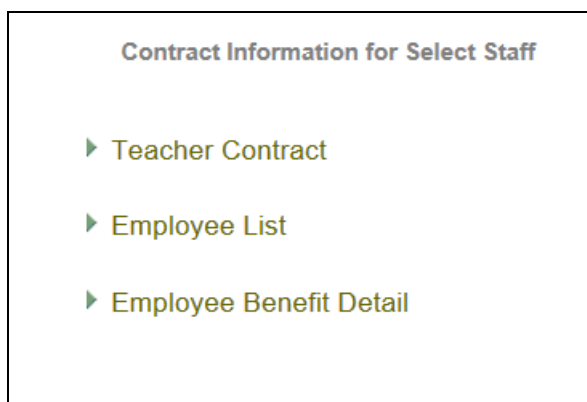 Contract Information for Select Staff
Teacher Contract
Employee List
Employee Benefit Detail